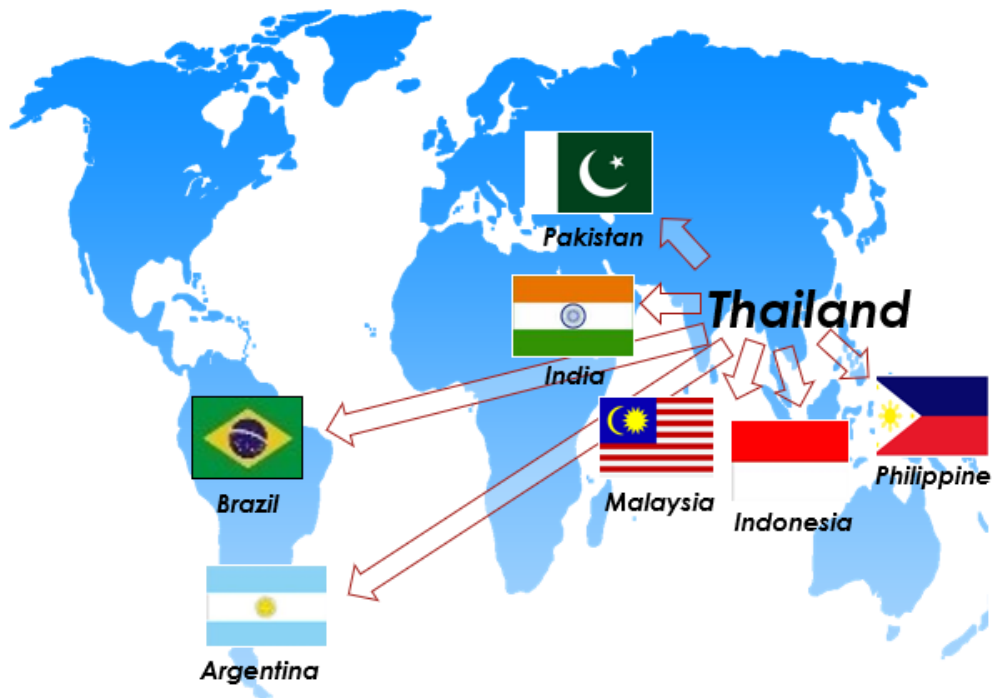 Pakistan
Thailand
India
Brazil
Malaysia
Indonesia
Philippine
Argentina